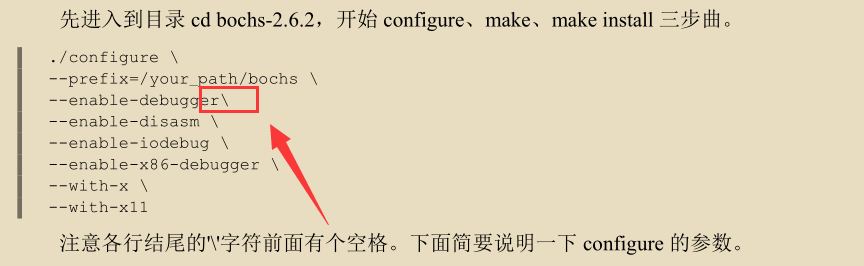 先进入到目录 cd bochs-2.6.2，开始 configure、make、make install 三步曲。
./configure \
--prefix=/your_path/bochs \
--enable-debugger\
--enable-disasm \
--enable-iodebug \
--enable-x86-debugger \
--with-x \
--with-x11
注意各行结尾的'\'字符前面有个空格。下面简要说明一下 configure 的参数。